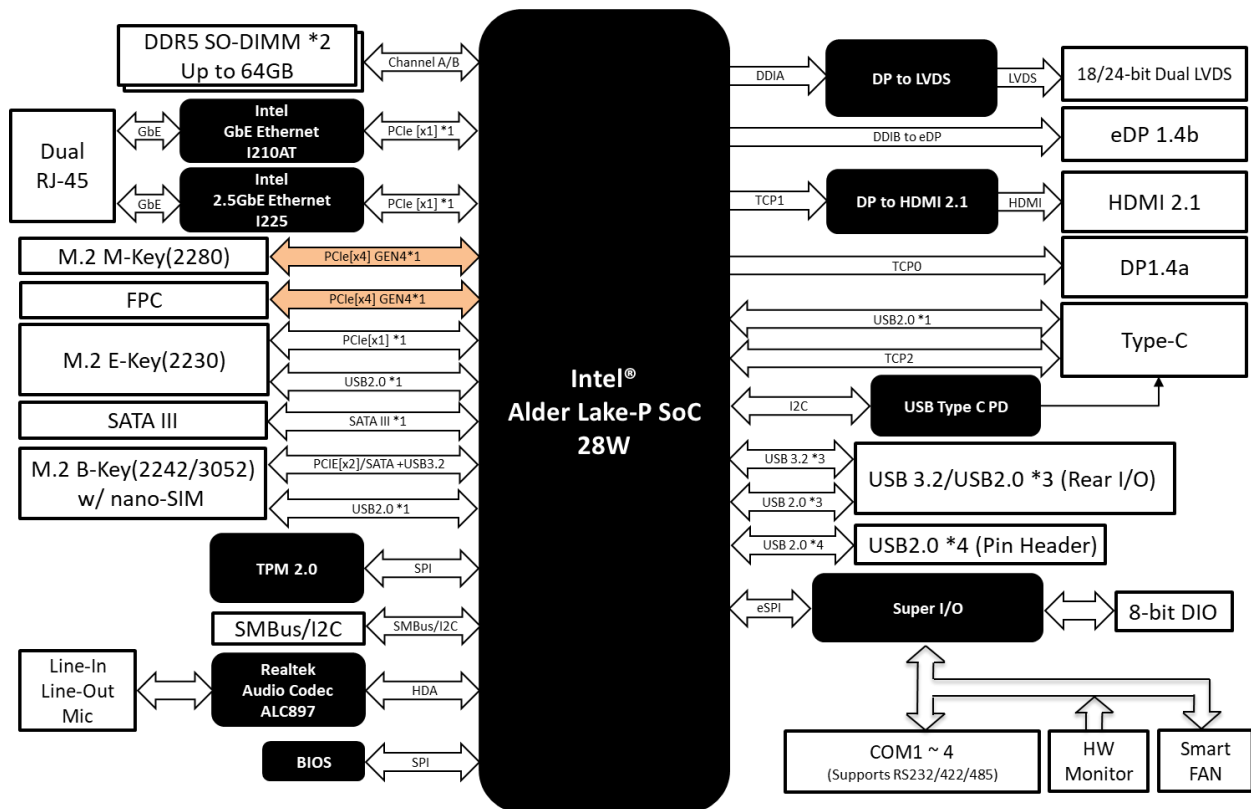 DDR5 SO-DIMM *2
Up to 64GB
Channel A/B
Dual
RJ-45
GbE
Intel
GbE Ethernet
I210AT
PCIe [x1] *1
GbE
Intel
2.5GbE Ethernet
I225
PCIe [x1] *1
M.2 M-Key(2280)
PCIe[x4] GEN4*1
FPC
PCIe[x4] GEN4*1
M.2 E-Key(2230)
PCIe[x1] *1
USB2.0 *1
SATA III
SATA III *1
M.2 B-Key(2242/3052)
w/ nano-SIM
PCIE[x2]/SATA +USB3.2
USB2.0 *1
TPM 2.0
SPI
SMBus/I2C
SMBus/I2C
Line-In
Line-Out
Mic
Realtek
Audio Codec
ALC897
HDA
BIOS
SPI
Intel®
Alder Lake-P SoC
28W
DDIA
DP to LVDS
LVDS
18/24-bit Dual LVDS
DDIB to eDP
eDP 1.4b
TCP1
DP to HDMI 2.1
HDMI
HDMI 2.1
TCP0
DP1.4a
USB2.0 *1
TCP2
Type-C
I2C
USB Type C PD
USB 3.2 *3
USB 2.0 *3
USB 3.2/USB2.0 *3 (Rear I/O)
USB 2.0 *4
USB2.0 *4 (Pin Header)
eSPI
Super I/O
8-bit DIO
COM1 ~ 4
(Supports RS232/422/485)
HW
Monitor
Smart
FAN